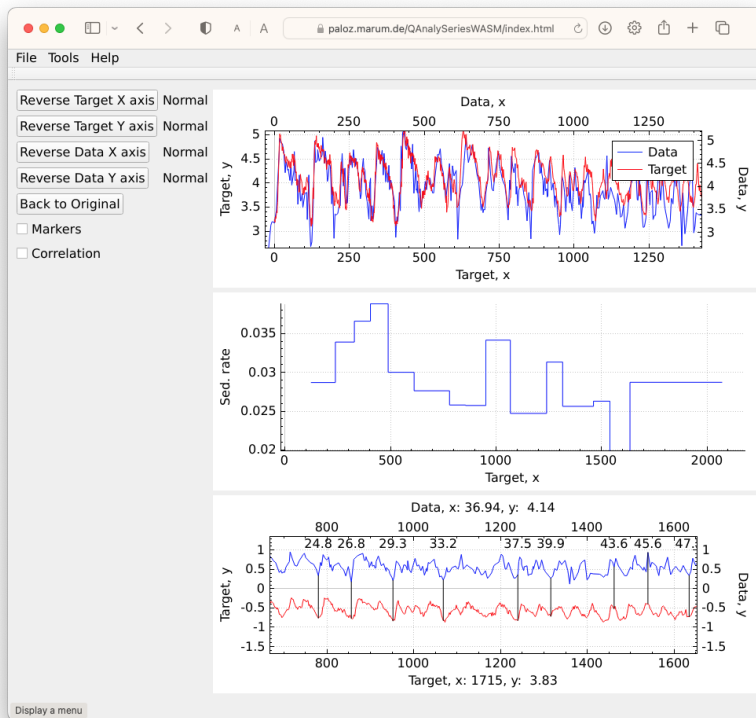 A A paloz.marum.de/QAnalySeriesWASM/index.html
File Tools Help
Reverse Target X axis Normal
Reverse Target Y axis Normal
Reverse Data X axis Normal
Reverse Data Y axis Normal
Back to Original
Markers
Correlation
Data, x
0 250 500 750 1000 1250
5
4.5
4
3.5
3
Target, y
Data
Target
5
4.5
4
3.5
3
Data, y
0 250 500 750 1000 1250
Target, x
0.035
0.03
0.025
0.02
Sed. rate
0 500 1000 1500 2000
Target, x
Data, x: 36.94, y: 4.14
800 1000 1200 1400 1600
24.8 26.8 29.3 33.2 37.5 39.9 43.6 45.6 47.
1
0.5
0
-0.5
-1
-1.5
Target, y
1
0.5
0
-0.5
-1
-1.5
Data, y
800 1000 1200 1400 1600
Target, x: 1715, y: 3.83
Display a menu